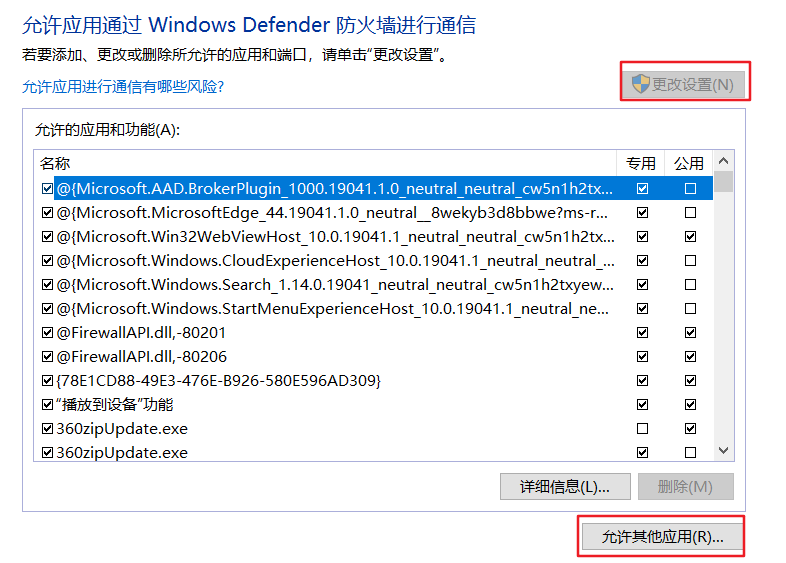 允许应用通过 Windows Defender 防火墙进行通信
若要添加、更改或删除所允许的应用和端口，请单击“更改设置”。
允许应用进行通信有哪些风险?
更改设置(N)
允许的应用和功能(A):
名称 专用 公用
@{Microsoft.AAD.BrokerPlugin_1000.19041.1.0_neutral_neutral_cw5n1h2tx...
@{Microsoft.MicrosoftEdge_44.19041.1.0_neutral__8wekyb3d8bbwe?ms-r...
@{Microsoft.Win32WebViewHost_10.0.19041.1_neutral_neutral_cw5n1h2tx...
@{Microsoft.Windows.CloudExperienceHost_10.0.19041.1_neutral_neutral_...
@{Microsoft.Windows.Search_1.14.0.19041_neutral_neutral_cw5n1h2txyew...
@{Microsoft.Windows.StartMenuExperienceHost_10.0.19041.1_neutral_ne...
@FirewallAPI.dll,-80201
@FirewallAPI.dll,-80206
{78E1CD88-49E3-476E-B926-580E596AD309}
“播放到设备”功能
360zipUpdate.exe
360zipUpdate.exe
详细信息(L)... 删除(M)
允许其他应用(R)...